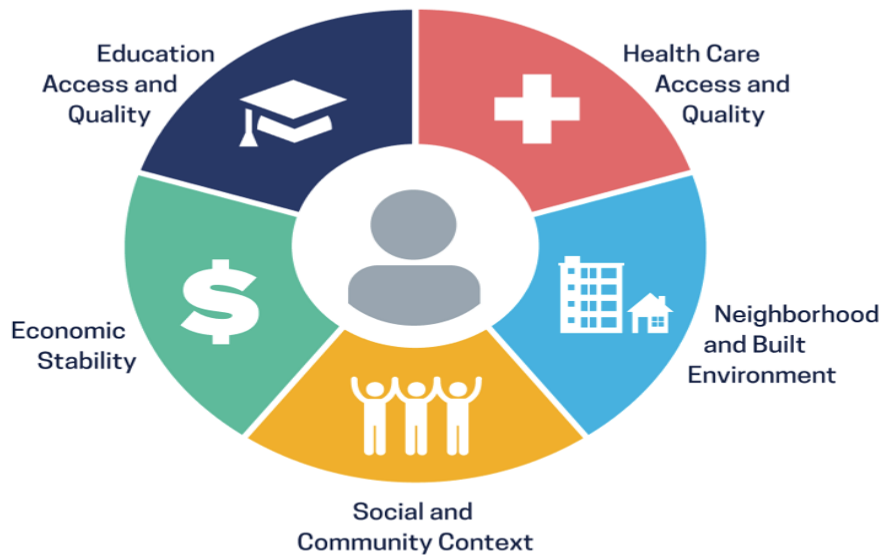 Education
Access and
Quality
Health Care
Access and
Quality
Economic
Stability
Neighborhood
and Built
Environment
Social and
Community Context